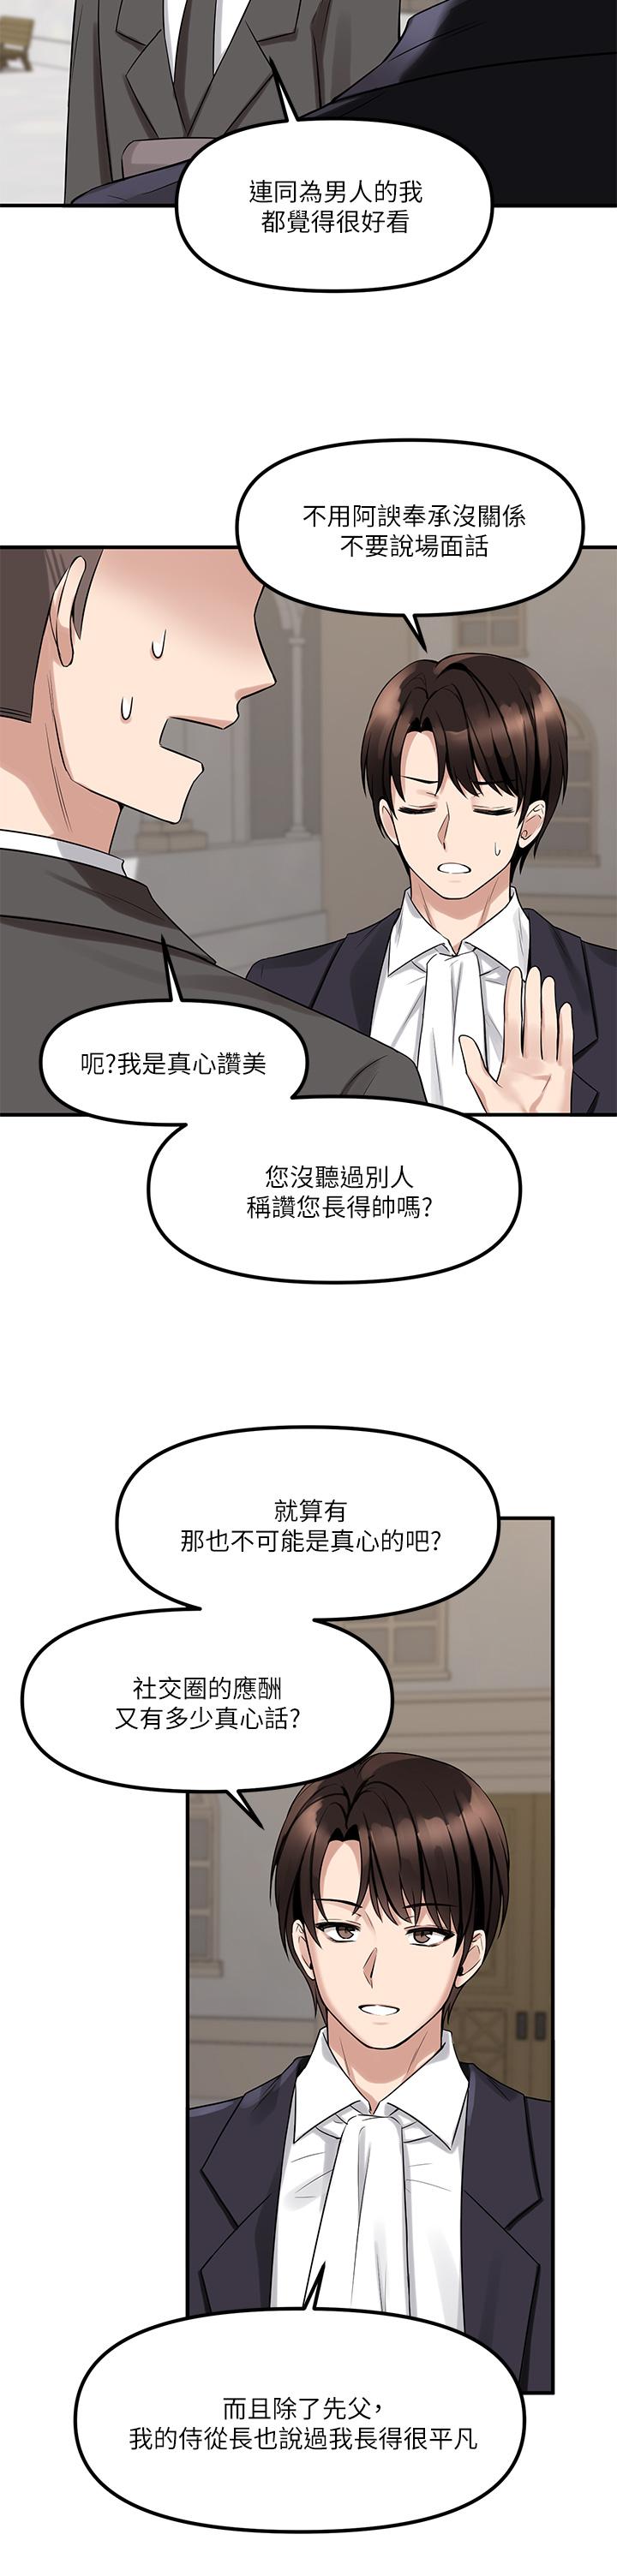 連同為男人的我
都覺得很好看
不用阿諛奉承沒關係
不要說場面話
呃?我是真心讚美
您沒聽過別人
稱讚您長得帥嗎?
就算有
那也不可能是真心的吧?
社交圈的應酬
又有多少真心話?
而且除了先父，
我的侍從長也說過我長得很平凡